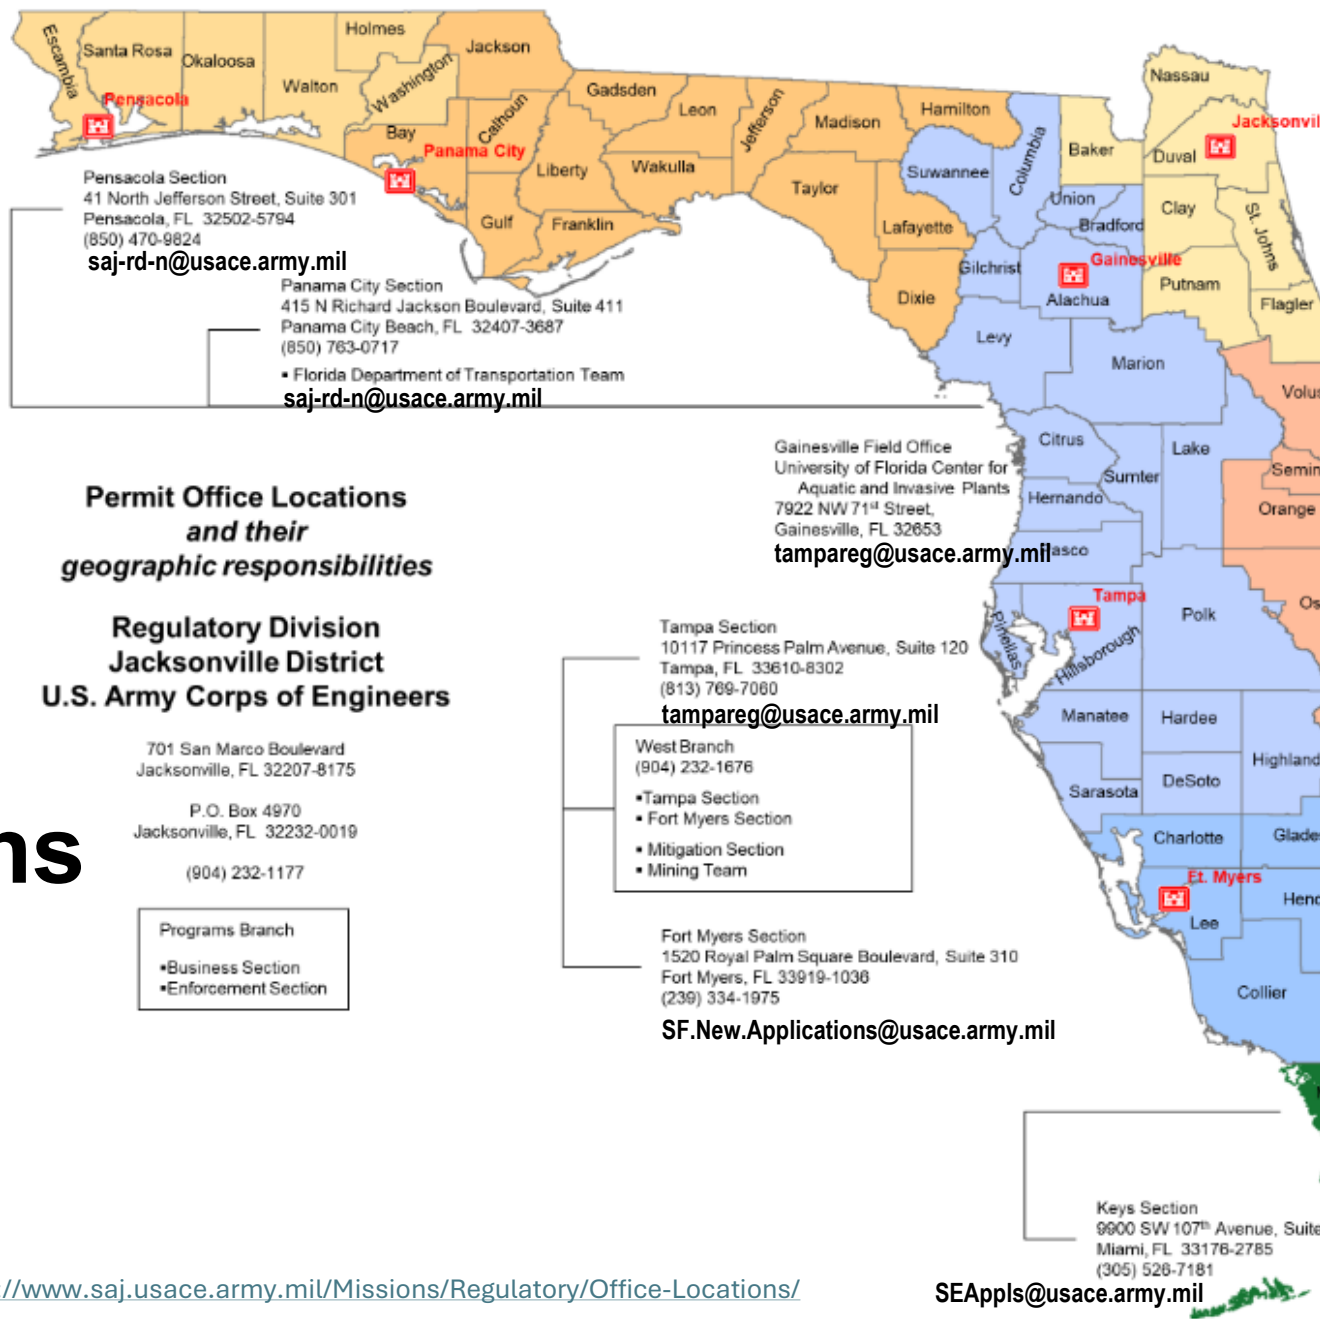 Escambia
Santa Rosa
Okaloosa
Walton
Holmes
Washington
Jackson
Bay
Calhoun
Gulf
Liberty
Gadsden
Franklin
Leon
Wakulla
Jefferson
Madison
Taylor
Hamilton
Lafayette
Dixie
Suwannee
Columbia
Gilchrist
Levy
Union
Bradford
Alachua
Marion
Baker
Nassau
Duval
Clay
St. Johns
Putnam
Flagler
Pensacola
Panama City
Gainesville
Pensacola Section
41 North Jefferson Street, Suite 301
Pensacola, FL 32502-5794
(850) 470-9824
saj-rd-n@usace.army.mil
Panama City Section
415 N Richard Jackson Boulevard, Suite 411
Panama City Beach, FL 32407-3687
(850) 763-0717
▪ Florida Department of Transportation Team
saj-rd-n@usace.army.mil
Citrus
Sumter
Lake
Hernando
Orange
Polk
Pinellas
Hillsborough
Manatee
Hardee
DeSoto
Sarasota
Charlotte
Lee
Collier
Tampa
Ft. Myers
Gainesville Field Office
University of Florida Center for
Aquatic and Invasive Plants
7922 NW 71st Street,
Gainesville, FL 32653
tampareg@usace.army.mil
Permit Office Locations
and their
geographic responsibilities
Regulatory Division
Jacksonville District
U.S. Army Corps of Engineers
701 San Marco Boulevard
Jacksonville, FL 32207-8175
P.O. Box 4970
Jacksonville, FL 32232-0019
(904) 232-1177
Programs Branch
▪Business Section
▪Enforcement Section
Tampa Section
10117 Princess Palm Avenue, Suite 120
Tampa, FL 33610-8302
(813) 769-7060
tampareg@usace.army.mil
West Branch
(904) 232-1676
▪Tampa Section
▪ Fort Myers Section
▪ Mitigation Section
▪ Mining Team
Fort Myers Section
1520 Royal Palm Square Boulevard, Suite 310
Fort Myers, FL 33919-1036
(239) 334-1975
SF.New.Applications@usace.army.mil
Keys Section
9900 SW 107th Avenue, Suite
Miami, FL 33176-2785
(305) 526-7181
SEAppls@usace.army.mil
://www.saj.usace.army.mil/Missions/Regulatory/Office-Locations/